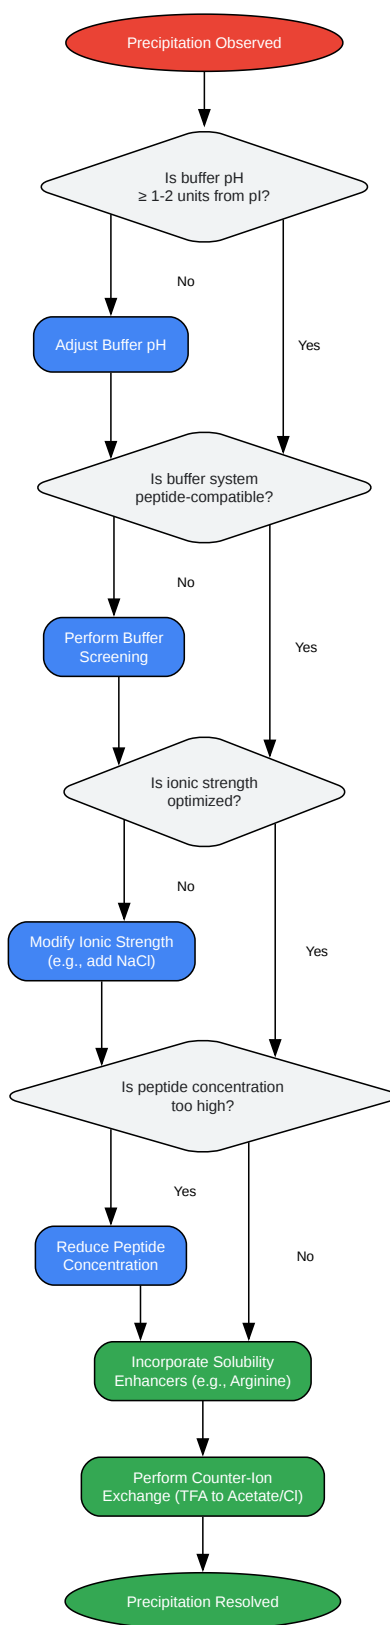 Precipitation Observed
Is buffer pH
≥ 1-2 units from pI?
No
Adjust Buffer pH
Yes
Is buffer system
peptide-compatible?
No
Perform Buffer
Screening
Yes
Is ionic strength
optimized?
No
Modify Ionic Strength
(e.g., add NaCl)
Yes
Is peptide concentration
too high?
Yes
Reduce Peptide
Concentration
No
Incorporate Solubility
Enhancers (e.g., Arginine)
Perform Counter-Ion
Exchange (TFA to Acetate/Cl)
Precipitation Resolved